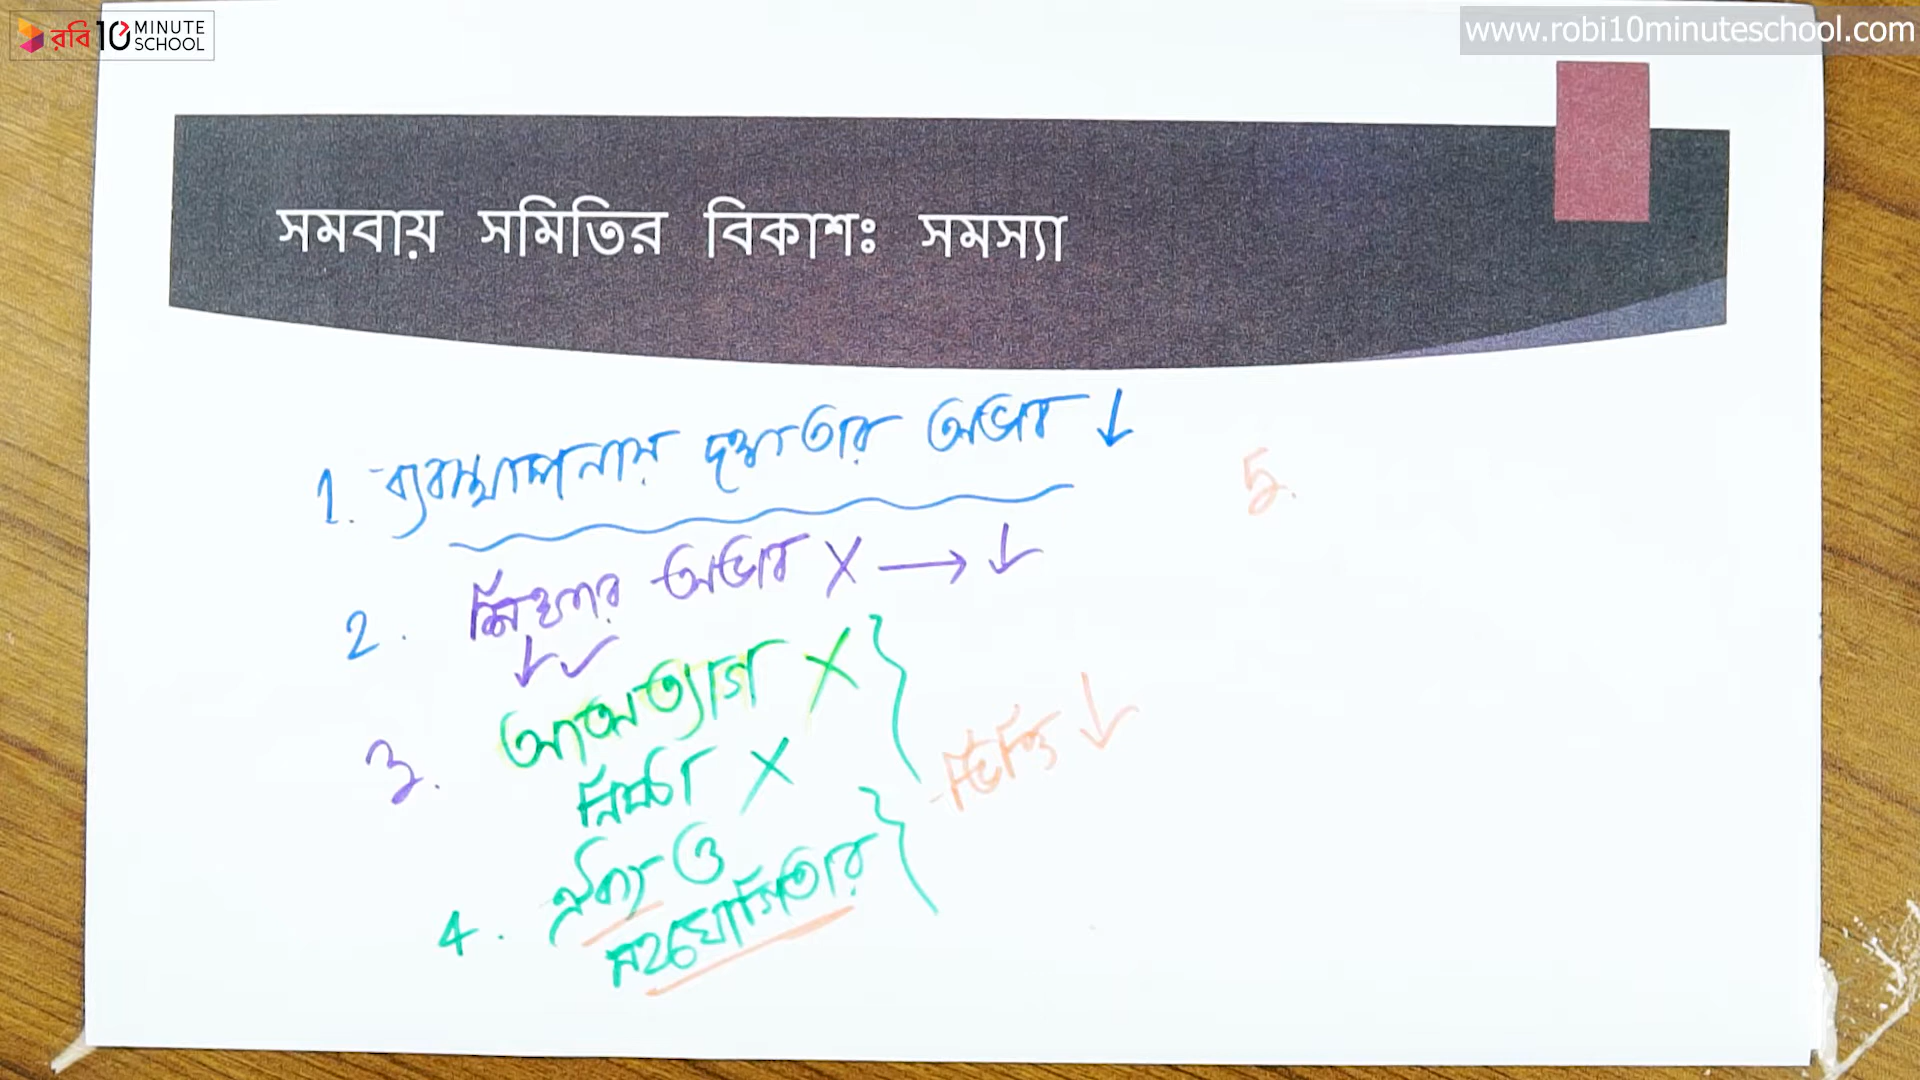 রবি 10 MINUTE SCHOOL
www.robi10minuteschool.com
সমবায় সমিতির বিকাশঃ সমস্যা
1. ব্যবস্থাপনায় দক্ষতার অভাব ↓
2. শিক্ষার অভাব X → ↓
↓ ✓
3. আত্মত্যাগ X
নিষ্ঠা X
4. ঐক্য ও
সহযোগিতার
ভিত্তি ↓
5.